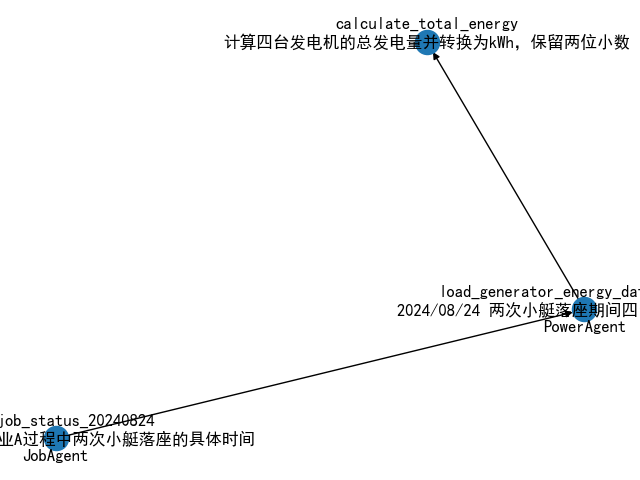 calculate_total_energy
计算四台发电机的总发电量并转换为kWh，保留两位小数
load_generator_energy_dat
2024/08/24 两次小艇落座期间四
PowerAgent
job_status_20240824
业A过程中两次小艇落座的具体时间
JobAgent